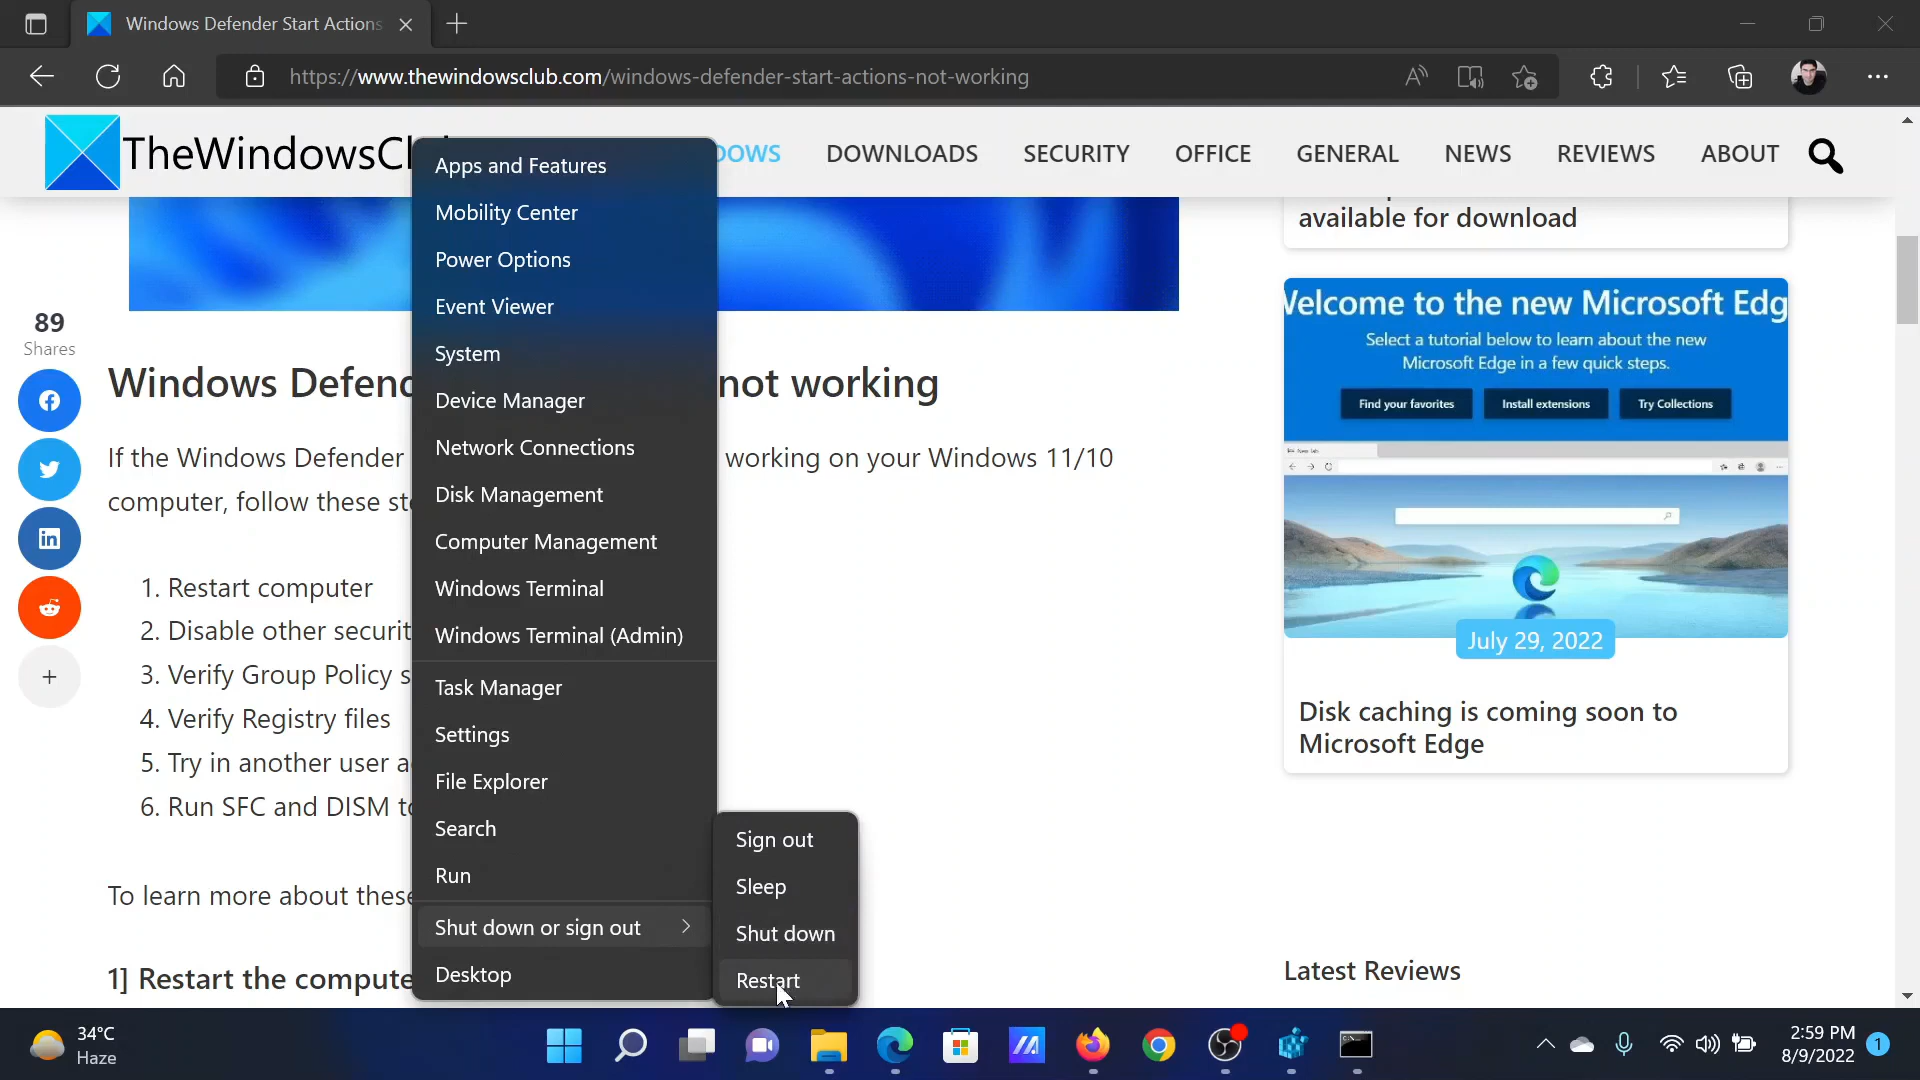 Windows Defender Start Actions
https://www.thewindowsclub.com/windows-defender-start-actions-not-working
TheWindowsCl
DOWS
DOWNLOADS
SECURITY
OFFICE
GENERAL
NEWS
REVIEWS
ABOUT
Apps and Features
Mobility Center
Power Options
Event Viewer
System
Device Manager
Network Connections
Disk Management
Computer Management
Windows Terminal
Windows Terminal (Admin)
Task Manager
Settings
File Explorer
Search
Run
Shut down or sign out
Desktop
Sign out
Sleep
Shut down
Restart
89
Shares
Windows Defend
not working
If the Windows Defender
working on your Windows 11/10
computer, follow these st
1. Restart computer
2. Disable other securit
3. Verify Group Policy s
4. Verify Registry files
5. Try in another user a
6. Run SFC and DISM to
To learn more about these
1] Restart the compute
available for download
Welcome to the new Microsoft Edg
Select a tutorial below to learn about the new
Microsoft Edge in a few quick steps.
Find your favorites
Install extensions
Try Collections
July 29, 2022
Disk caching is coming soon to
Microsoft Edge
Latest Reviews
34°C
Haze
2:59 PM
8/9/2022
1